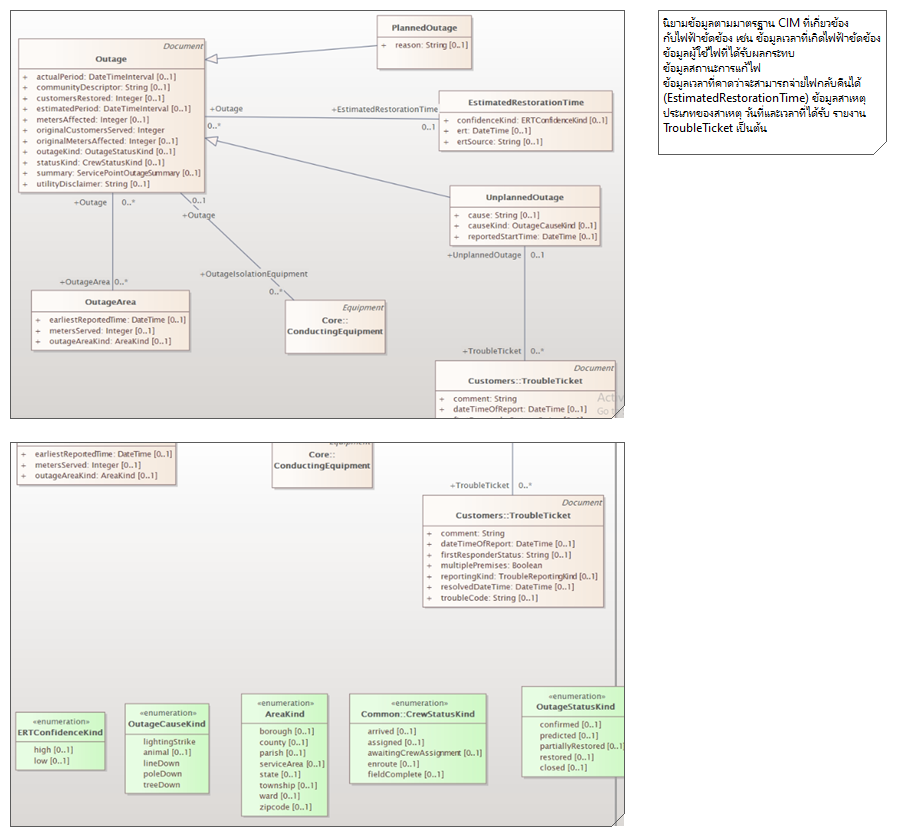 PlannedOutage
+ reason: String [0..1]
Document
Outage
+ actualPeriod: DateTimeInterval [0..1]
+ communityDescriptor: String [0..1]
+ customersRestored: Integer [0..1]
+ estimatedPeriod: DateTimeInterval [0..1]
+ metersAffected: Integer [0..1]
+ originalCustomersServed: Integer
+ originalMetersAffected: Integer [0..1]
+ outageKind: OutageStatusKind [0..1]
+ statusKind: CrewStatusKind [0..1]
+ summary: ServicePointOutageSummary [0..1]
+ utilityDisclaimer: String [0..1]
+Outage
0..*
+EstimatedRestorationTime
0..1
EstimatedRestorationTime
+ confidenceKind: ERTConfidenceKind [0..1]
+ ert: DateTime [0..1]
+ ertSource: String [0..1]
UnplannedOutage
+ cause: String [0..1]
+ causeKind: OutageCauseKind [0..1]
+ reportedStartTime: DateTime [0..1]
+Outage 0..*
0..1
+Outage
+UnplannedOutage 0..1
+OutageIsolationEquipment
0..*
+OutageArea 0..*
OutageArea
+ earliestReportedTime: DateTime [0..1]
+ metersServed: Integer [0..1]
+ outageAreaKind: AreaKind [0..1]
Equipment
Core::
ConductingEquipment
+TroubleTicket 0..*
Document
Customers::TroubleTicket
+ comment: String
+ dateTimeOfReport: DateTime [0..1]
นิยามข้อมูลตามมาตรฐาน CIM ที่เกี่ยวข้อง
กับไฟฟ้าขัดข้อง เช่น ข้อมูลเวลาที่เกิดไฟฟ้าขัดข้อง
ข้อมูลผู้ใช้ไฟที่ได้รับผลกระทบ
ข้อมูลสถานะการแก้ไฟ
ข้อมูลเวลาที่คาดว่าจะสามารถจ่ายไฟกลับคืนได้
(EstimatedRestorationTime) ข้อมูลสาเหตุ
ประเภทของสาเหตุ วันที่และเวลาที่ได้รับ รายงาน
TroubleTicket เป็นต้น
+ earliestReportedTime: DateTime [0..1]
+ metersServed: Integer [0..1]
+ outageAreaKind: AreaKind [0..1]
Equipment
Core::
ConductingEquipment
+TroubleTicket 0..*
Document
Customers::TroubleTicket
+ comment: String
+ dateTimeOfReport: DateTime [0..1]
+ firstResponderStatus: String [0..1]
+ multiplePremises: Boolean
+ reportingKind: TroubleReportingKind [0..1]
+ resolvedDateTime: DateTime [0..1]
+ troubleCode: String [0..1]
«enumeration»
ERTConfidenceKind
high [0..1]
low [0..1]
«enumeration»
OutageCauseKind
lightingStrike
animal [0..1]
lineDown
poleDown
treeDown
«enumeration»
AreaKind
borough [0..1]
county [0..1]
parish [0..1]
serviceArea [0..1]
state [0..1]
township [0..1]
ward [0..1]
zipcode [0..1]
«enumeration»
Common::CrewStatusKind
arrived [0..1]
assigned [0..1]
awaitingCrewAssignment [0..1]
enroute [0..1]
fieldComplete [0..1]
«enumeration»
OutageStatusKind
confirmed [0..1]
predicted [0..1]
partiallyRestored [0..1]
restored [0..1]
closed [0..1]